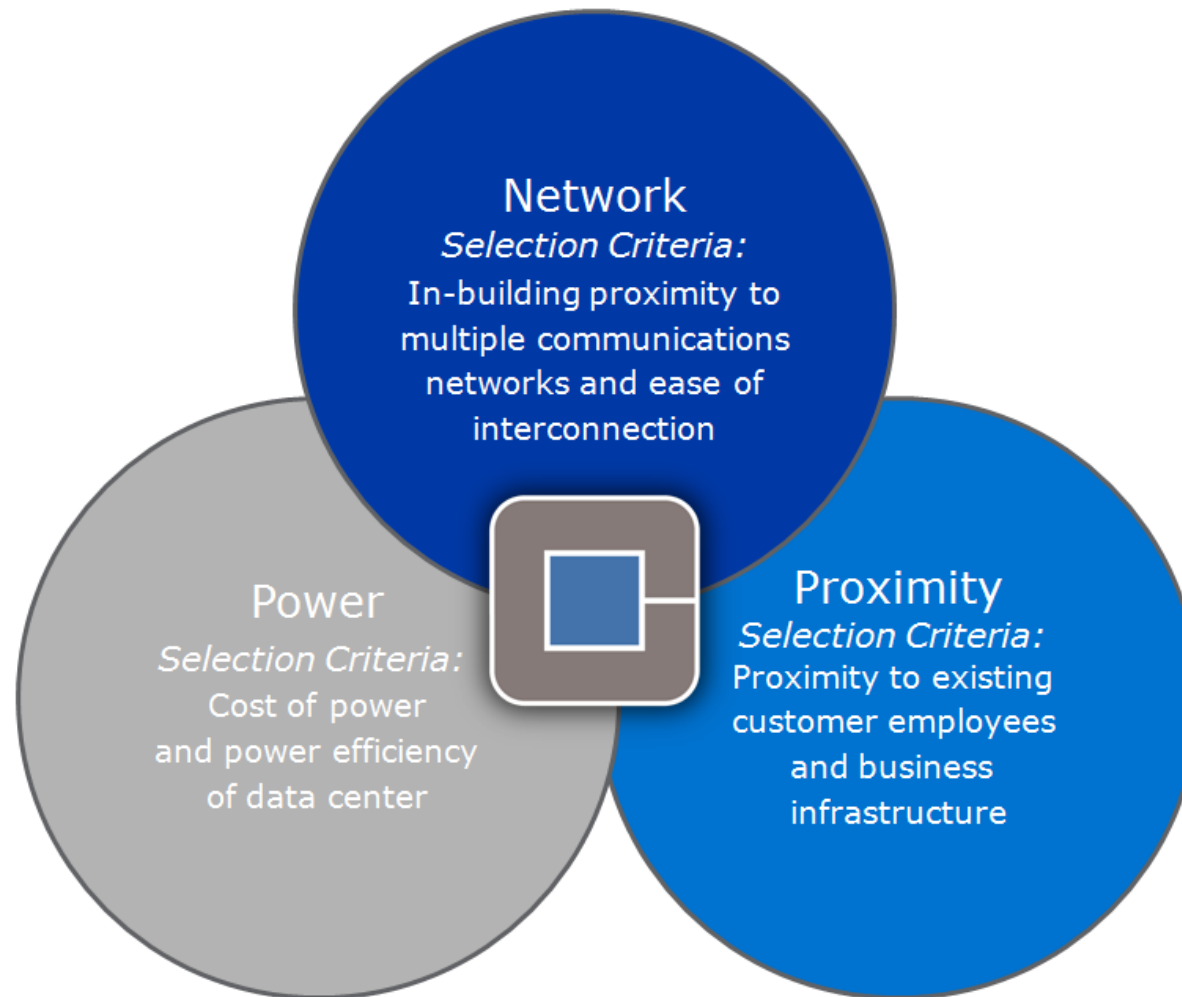 Network
Selection Criteria:
In-building proximity to
multiple communications
networks and ease of
interconnection
Power
Selection Criteria:
Cost of power
and power efficiency
of data center
Proximity
Selection Criteria:
Proximity to existing
customer employees
and business
infrastructure